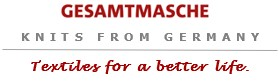 GESAMTMASCHE
KNITS FROM GERMANY
Textiles for a better life.